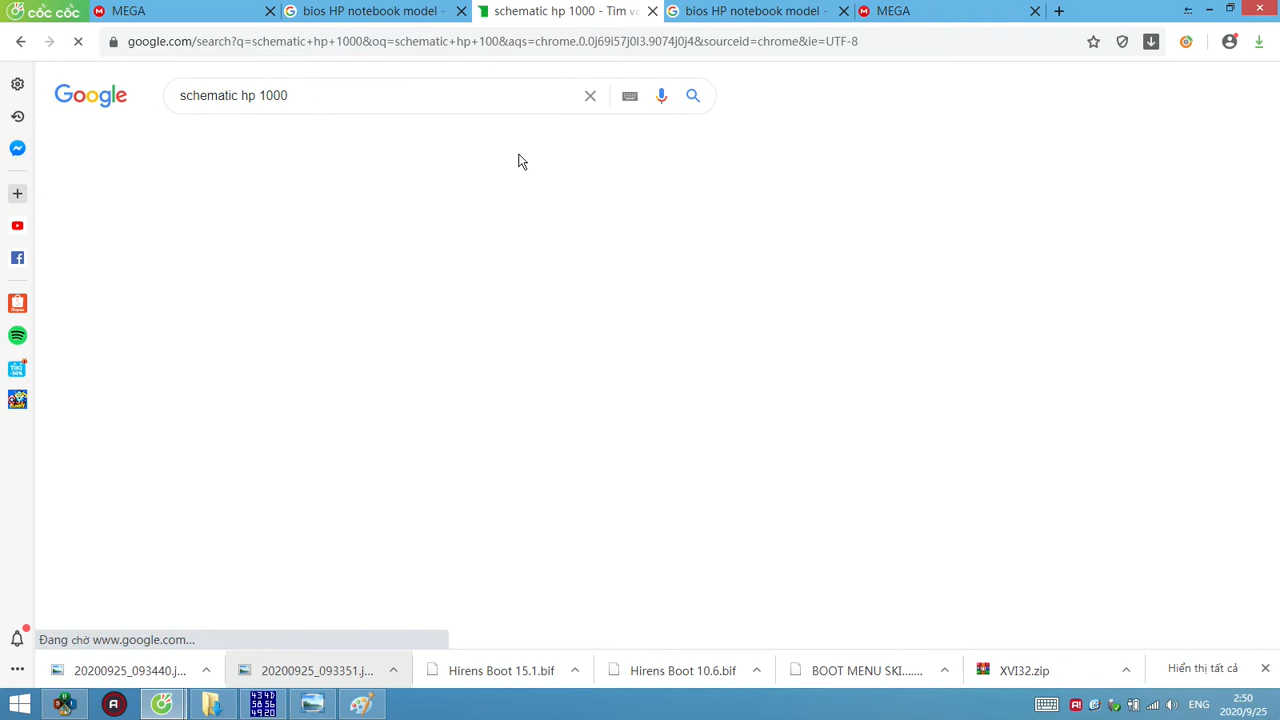 cốc cốc
MEGA
bios HP notebook model -
schematic hp 1000 - Tìm vớ
bios HP notebook model -
MEGA
google.com/search?q=schematic+hp+1000&oq=schematic+hp+100&aqs=chrome.0.0j69i57j0l3.9074j0j4&sourceid=chrome&ie=UTF-8
Google
schematic hp 1000
Đang chờ www.google.com...
20200925_093440.j...
20200925_093351.j...
Hirens Boot 15.1.bif
Hirens Boot 10.6.bif
BOOT MENU SKI.......
XVI32.zip
Hiển thị tất cả
434D
5856
4920
ENG
2:50
2020/9/25